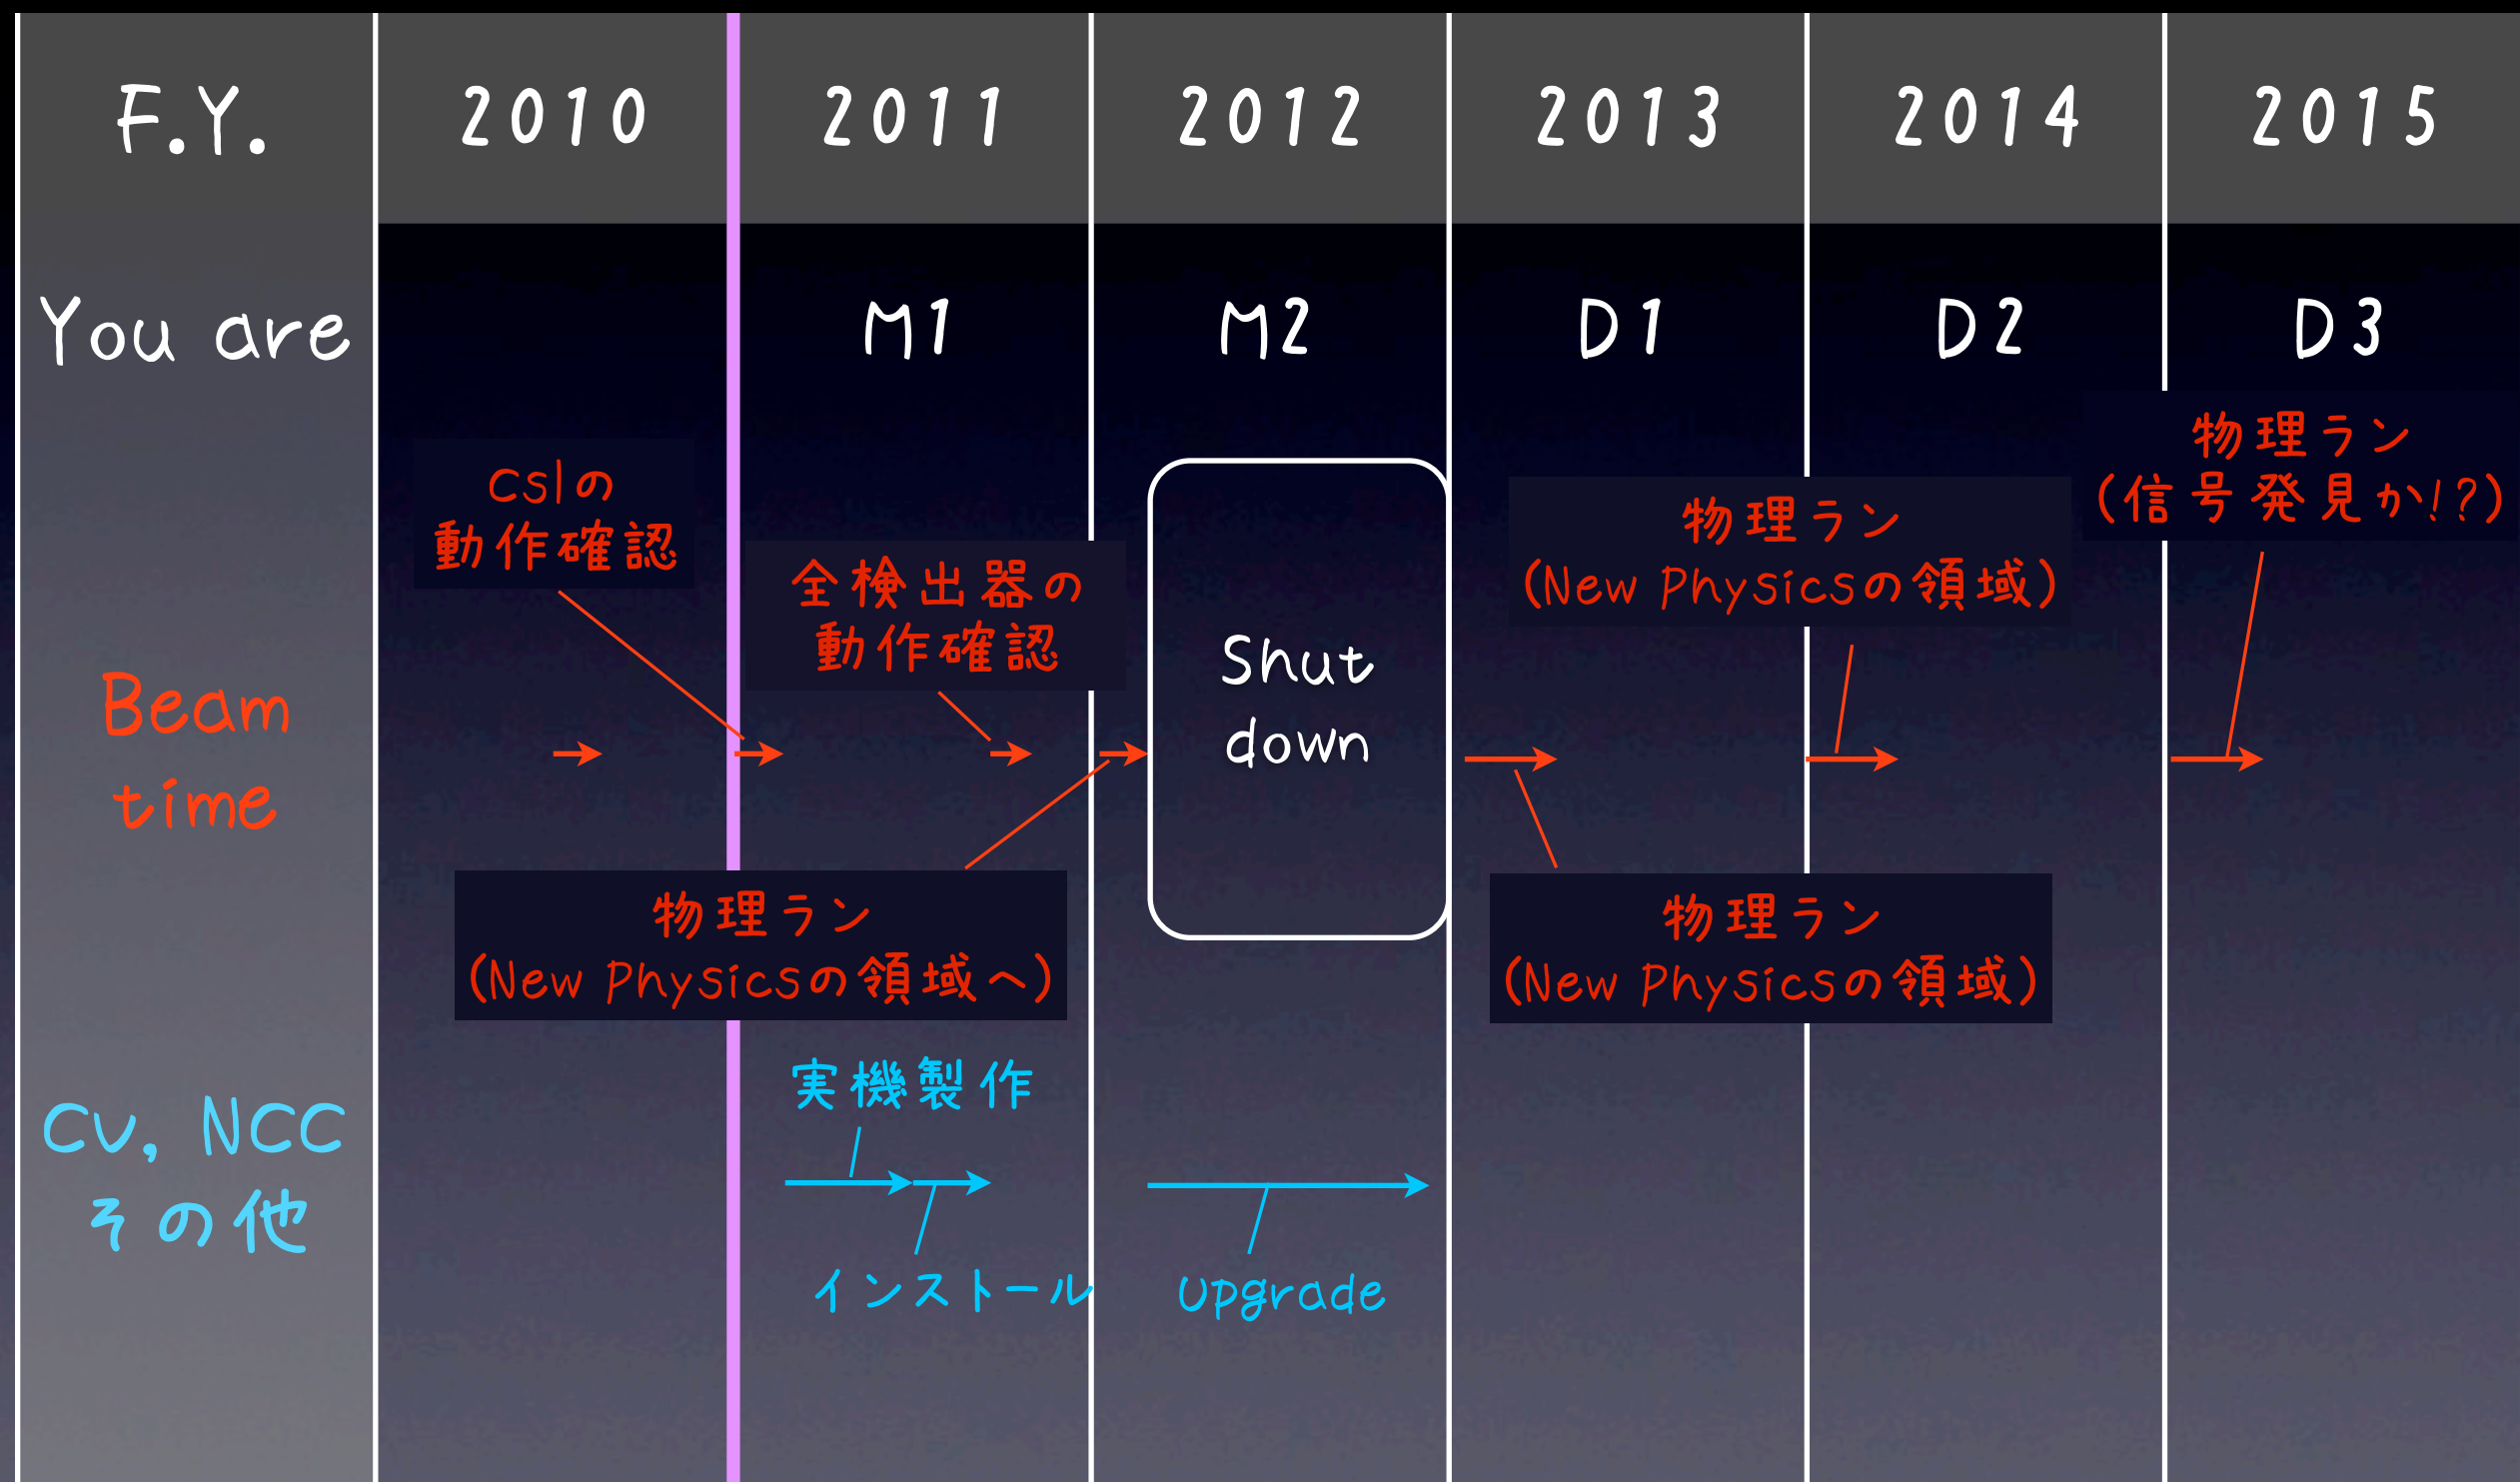 F.Y. 2010 2011 2012 2013 2014 2015
You are M1 M2 D1 D2 D3
Beam
time
CsIの
動作確認
全検出器の
動作確認
物理ラン
(New Physicsの領域へ)
Shut
down
物理ラン
(New Physicsの領域)
物理ラン
(New Physicsの領域)
物理ラン
(信号発見か!?)
CV, NCC
その他
実機製作
インストール
Upgrade